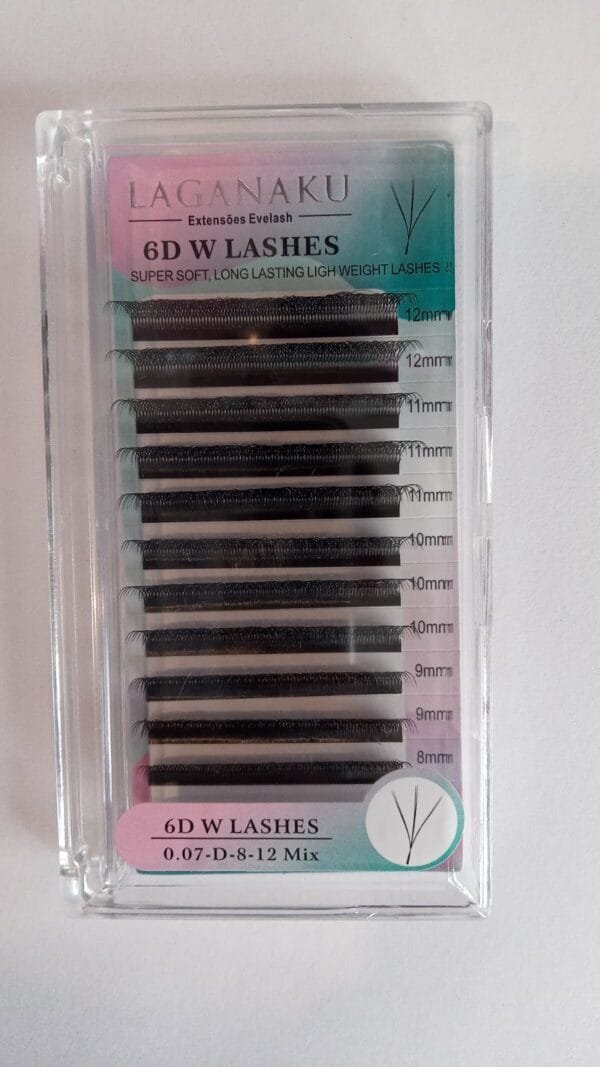 LAGANAKU
Extensões Evelash
6D W LASHES
SUPER SOFT, LONG LASTING LIGH WEIGHT LASHES !!
12mm
12mm
11mm
11mm
11mm
10mm
10mm
10mm
9mm
9mm
8mm
6D W LASHES
0.07-D-8-12 Mix